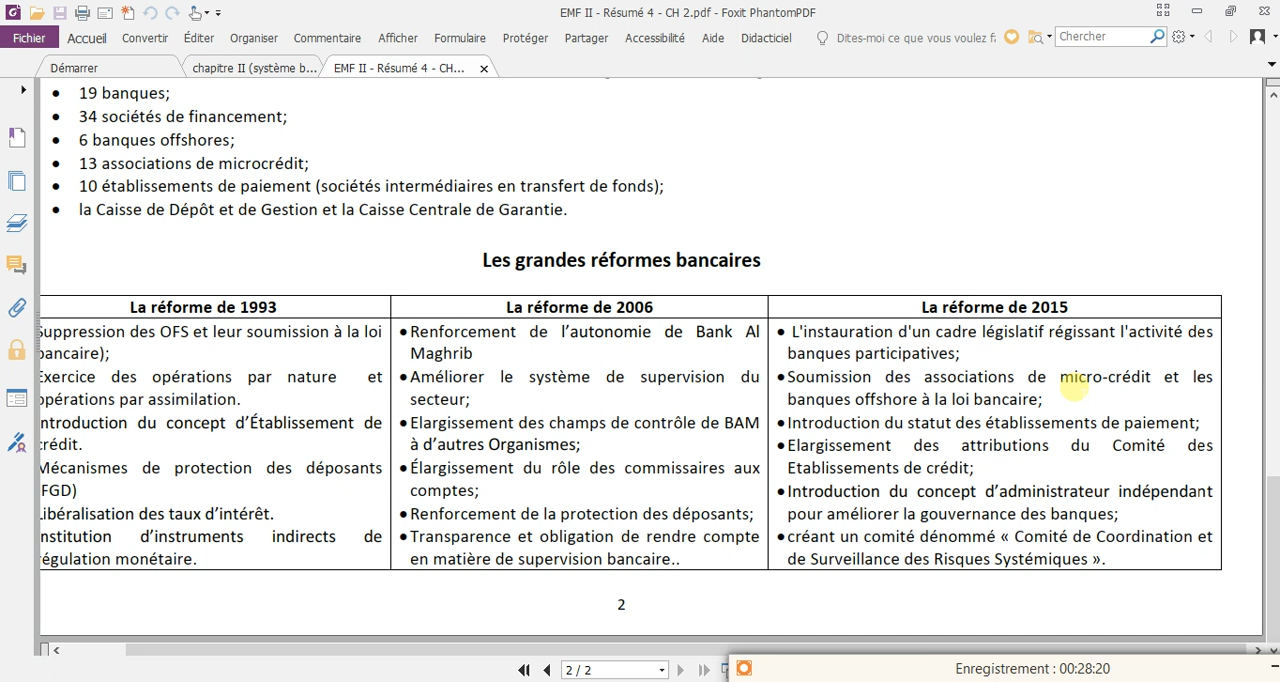 EMF II - Résumé 4 - CH 2.pdf - Foxit PhantomPDF
Fichier Accueil Convertir Éditer Organiser Commentaire Afficher Formulaire Protéger Partager Accessibilité Aide Didacticiel Dites-moi ce que vous voulez Chercher
Démarrer chapitre II (système b... EMF II - Résumé 4 - CH...
• 19 banques;
• 34 sociétés de financement;
• 6 banques offshores;
• 13 associations de microcrédit;
• 10 établissements de paiement (sociétés intermédiaires en transfert de fonds);
• la Caisse de Dépôt et de Gestion et la Caisse Centrale de Garantie.
Les grandes réformes bancaires
La réforme de 1993
Suppression des OFS et leur soumission à la loi
bancaire);
Exercice des opérations par nature et
opérations par assimilation.
Introduction du concept d’Établissement de
crédit.
Mécanismes de protection des déposants
FGD)
Libéralisation des taux d’intérêt.
Institution d’instruments indirects de
régulation monétaire.
La réforme de 2006
• Renforcement de l’autonomie de Bank Al
Maghrib
• Améliorer le système de supervision du
secteur;
• Elargissement des champs de contrôle de BAM
à d’autres Organismes;
• Élargissement du rôle des commissaires aux
comptes;
• Renforcement de la protection des déposants;
• Transparence et obligation de rendre compte
en matière de supervision bancaire..
La réforme de 2015
• L'instauration d'un cadre législatif régissant l'activité des
banques participatives;
• Soumission des associations de micro-crédit et les
banques offshore à la loi bancaire;
• Introduction du statut des établissements de paiement;
• Elargissement des attributions du Comité des
Etablissements de crédit;
• Introduction du concept d’administrateur indépendant
pour améliorer la gouvernance des banques;
• créant un comité dénommé « Comité de Coordination et
de Surveillance des Risques Systémiques ».
2
2 / 2
Enregistrement : 00:28:20